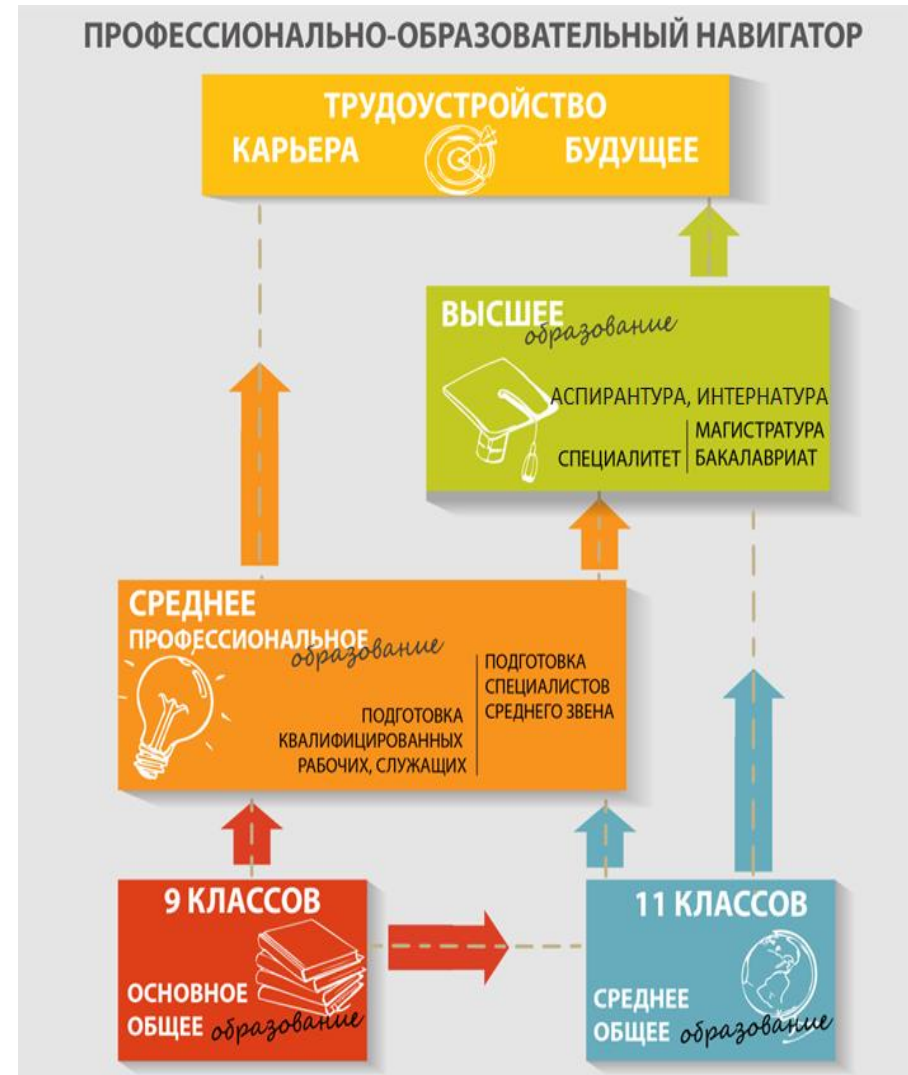 ПРОФЕССИОНАЛЬНО-ОБРАЗОВАТЕЛЬНЫЙ НАВИГАТОР
ТРУДОУСТРОЙСТВО
КАРЬЕРА БУДУЩЕЕ
ВЫСШЕЕ
образование
АСПИРАНТУРА, ИНТЕРНАТУРА
СПЕЦИАЛИТЕТ
МАГИСТРАТУРА
БАКАЛАВРИАТ
СРЕДНЕЕ
ПРОФЕССИОНАЛЬНОЕ
образование
ПОДГОТОВКА
КВАЛИФИЦИРОВАННЫХ
РАБОЧИХ, СЛУЖАЩИХ
ПОДГОТОВКА
СПЕЦИАЛИСТОВ
СРЕДНЕГО ЗВЕНА
9 КЛАССОВ
ОСНОВНОЕ
ОБЩЕЕ образование
11 КЛАССОВ
СРЕДНЕЕ
ОБЩЕЕ образование